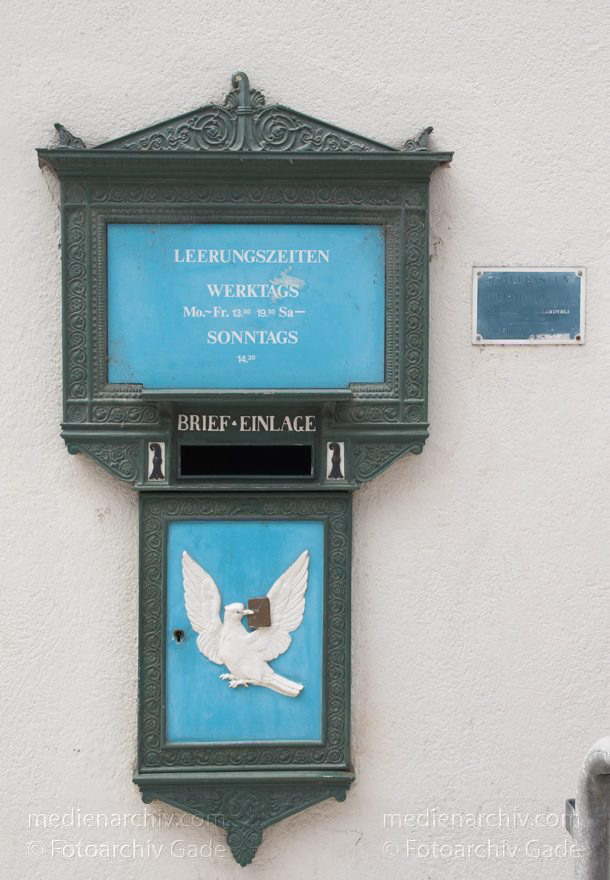 LEERUNGSZEITEN
WERKTAGS
Mo.-Fr. 13.30 19.30 Sa—
SONNTAGS
14.30
BRIEF·EINLAGE
medienarchiv.com medienarchiv.com
© Fotoarchiv Gade © Fotoarchiv Gade